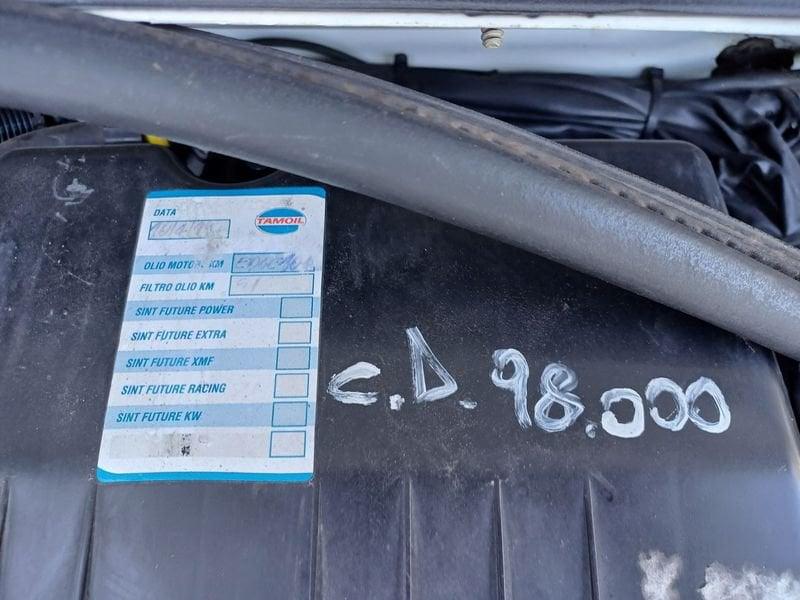 DATA
TAMOIL
OLIO MOTORE KM
FILTRO OLIO KM
SINT FUTURE POWER
SINT FUTURE EXTRA
SINT FUTURE XMF
SINT FUTURE RACING
SINT FUTURE KW
C.D. 98.000